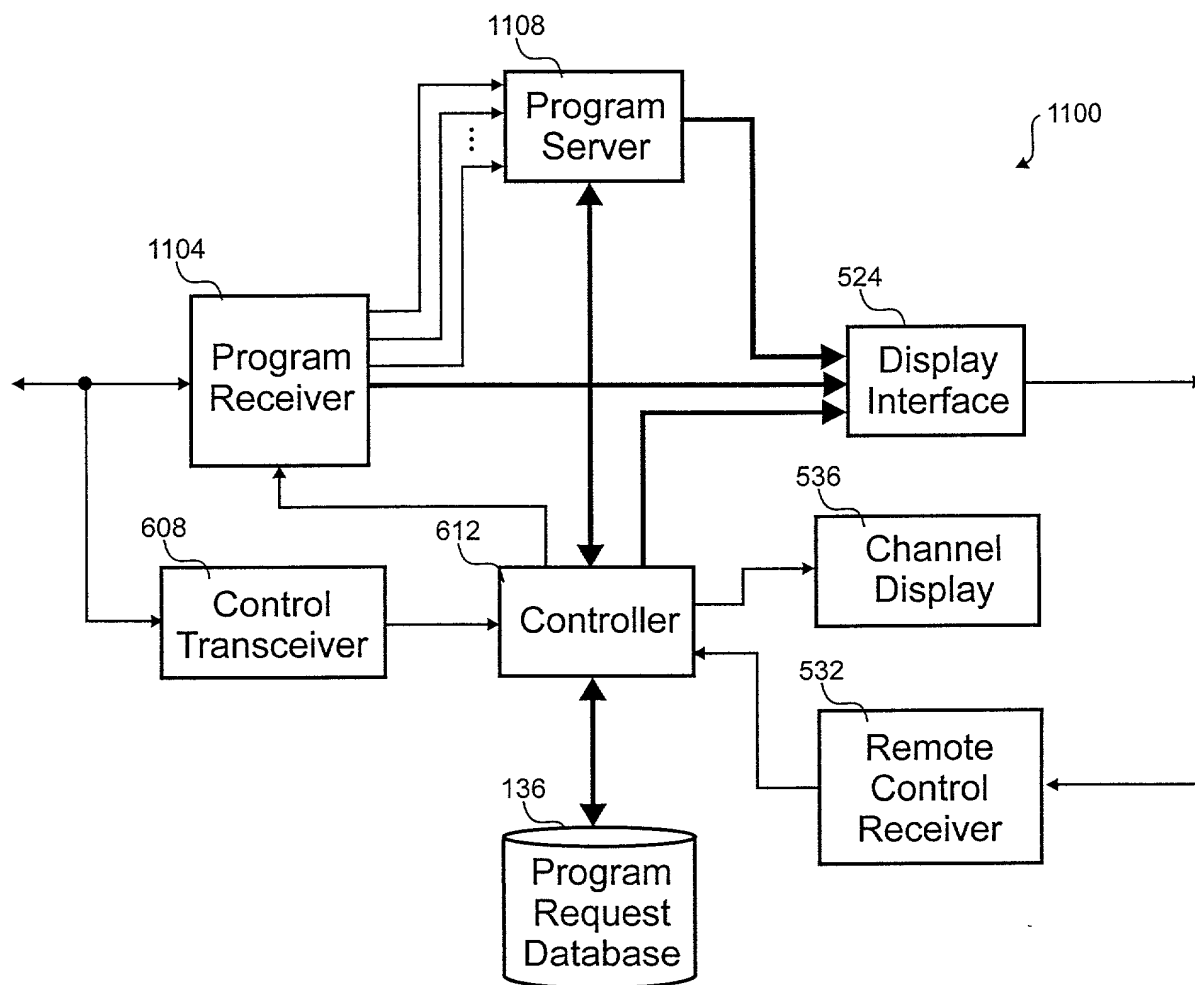 1108
Program
Server
1100
1104
Program
Receiver
524
Display
Interface
536
Channel
Display
608
Control
Transceiver
612
Controller
532
Remote
Control
Receiver
136
Program
Request
Database